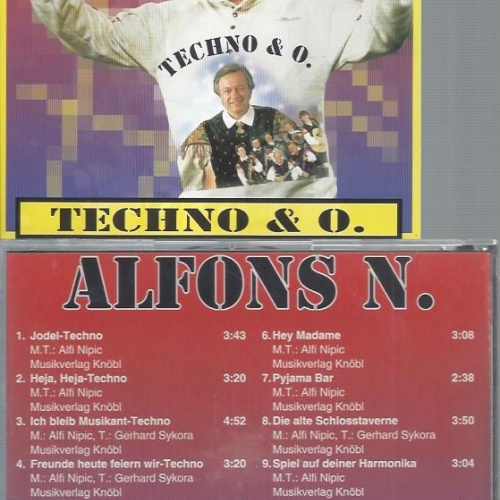 TECHNO & O.
TECHNO & O.
ALFONS N.
1. Jodel-Techno 3:43
M.T.: Alfi Nipic
Musikverlag Knöbl
2. Heja, Heja-Techno 3:20
M.T.: Alfi Nipic
Musikverlag Knöbl
3. Ich bleib Musikant-Techno 4:52
M.: Alfi Nipic, T.: Gerhard Sykora
Musikverlag Knöbl
4. Freunde heute feiern wir-Techno 3:20
M.: Alfi Nipic, T.: Gerhard Sykora
Musikverlag Knöbl
6. Hey Madame 3:08
M.T.: Alfi Nipic
Musikverlag Knöbl
7. Pyjama Bar 2:38
M.T.: Alfi Nipic
Musikverlag Knöbl
8. Die alte Schlosstaverne 3:50
M.: Alfi Nipic, T.: Gerhard Sykora
Musikverlag Knöbl
9. Spiel auf deiner Harmonika 3:04
M.T.: Alfi Nipic
Musikverlag Knöbl